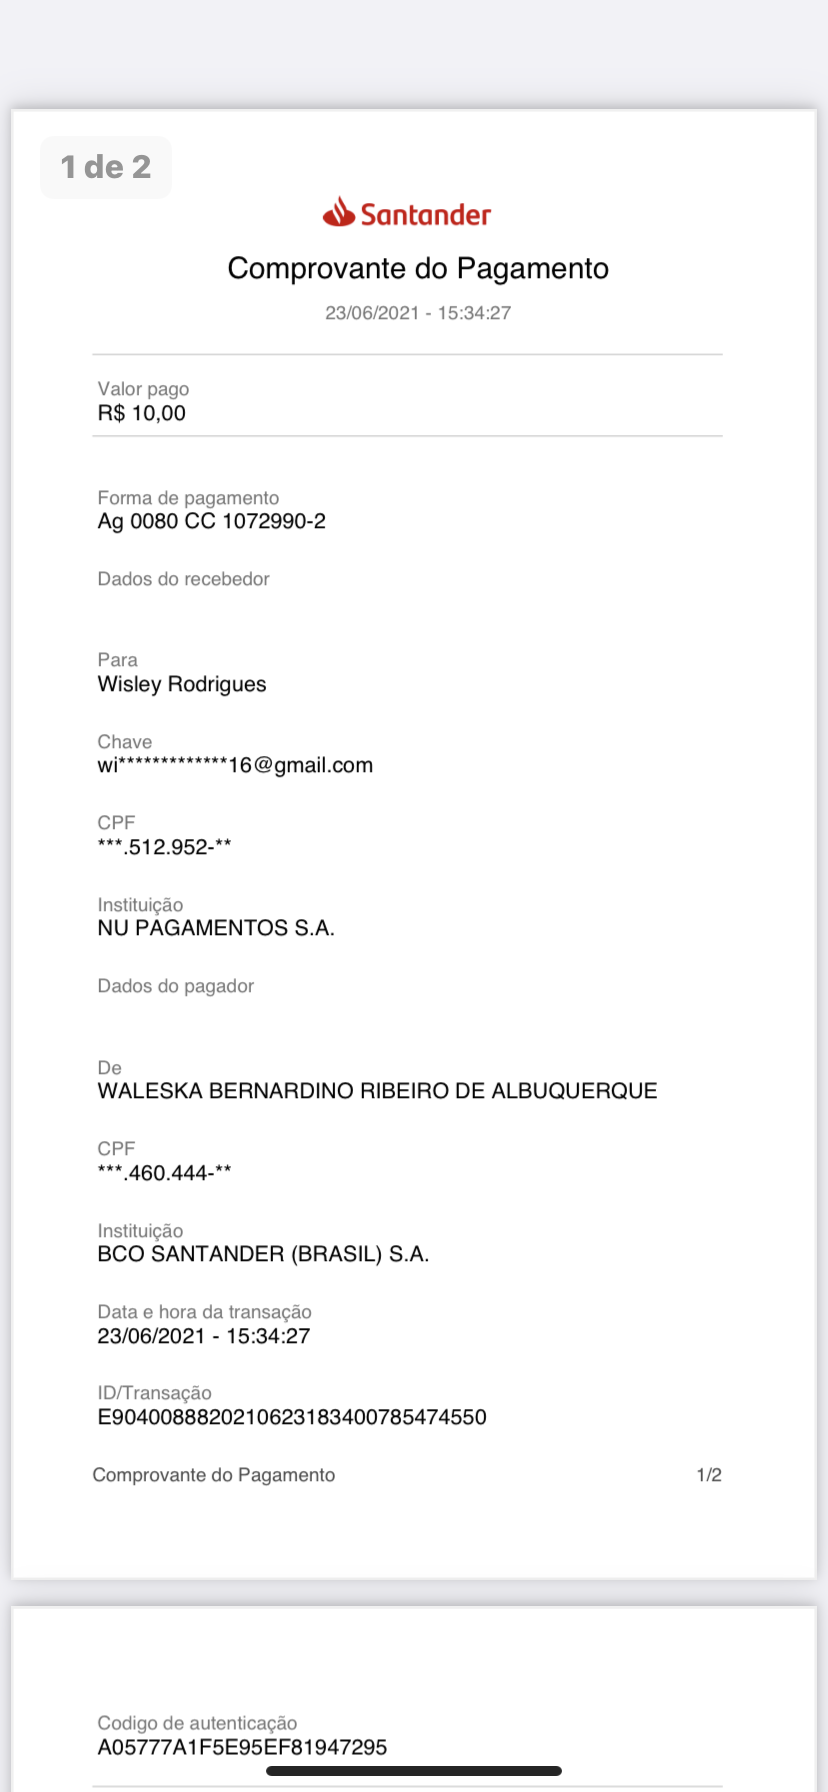 1 de 2
Santander
Comprovante do Pagamento
23/06/2021 - 15:34:27
Valor pago
R$ 10,00
Forma de pagamento
Ag 0080 CC 1072990-2
Dados do recebedor
Para
Wisley Rodrigues
Chave
wi*************16@gmail.com
CPF
***.512.952-**
Instituição
NU PAGAMENTOS S.A.
Dados do pagador
De
WALESKA BERNARDINO RIBEIRO DE ALBUQUERQUE
CPF
***.460.444-**
Instituição
BCO SANTANDER (BRASIL) S.A.
Data e hora da transação
23/06/2021 - 15:34:27
ID/Transação
E9040088820210623183400785474550
Comprovante do Pagamento 1/2
Codigo de autenticação
A05777A1F5E95EF81947295